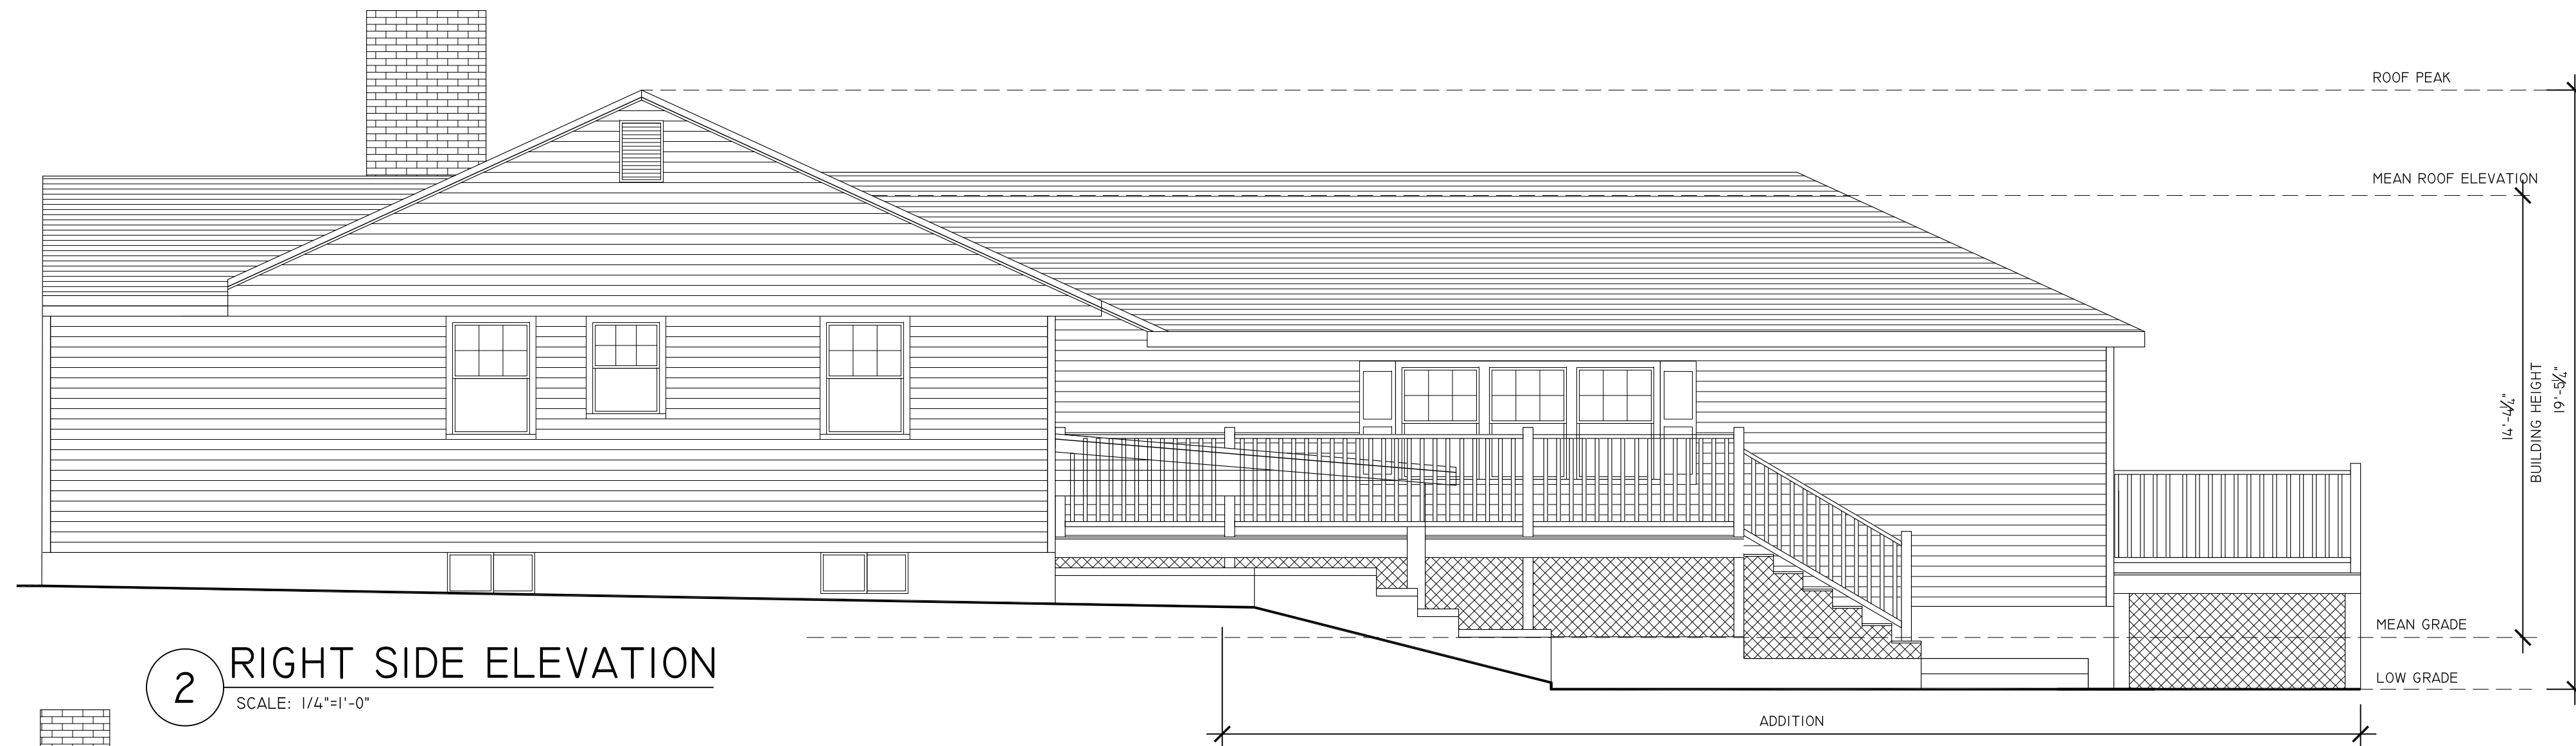 ROOF PEAK
MEAN ROOF ELEVATION
14'-4¼"
BUILDING HEIGHT
19'-5¼"
MEAN GRADE
LOW GRADE
2
RIGHT SIDE ELEVATION
SCALE: 1/4"=1'-0"
ADDITION